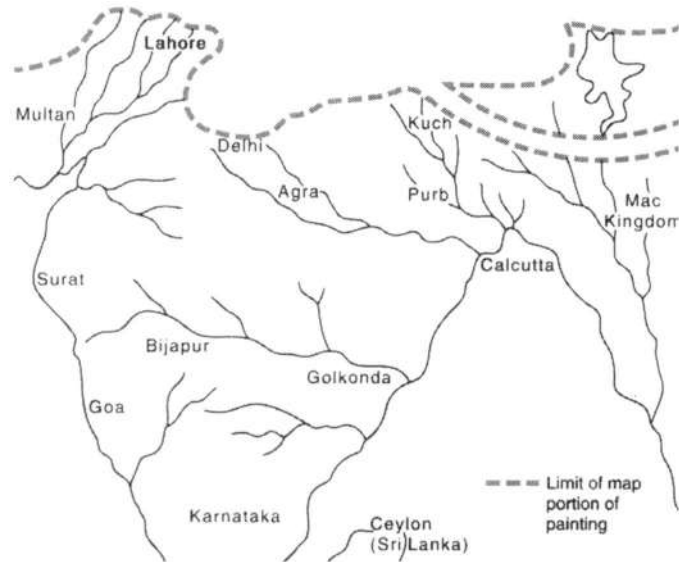 Lahore
Multan
Kuch
Delhi
Agra
Purb
Mac
Kingdom
Surat
Calcutta
Bijapur
Golkonda
Goa
Limit of map
portion of
painting
Karnataka
Ceylon
(Sri Lanka)